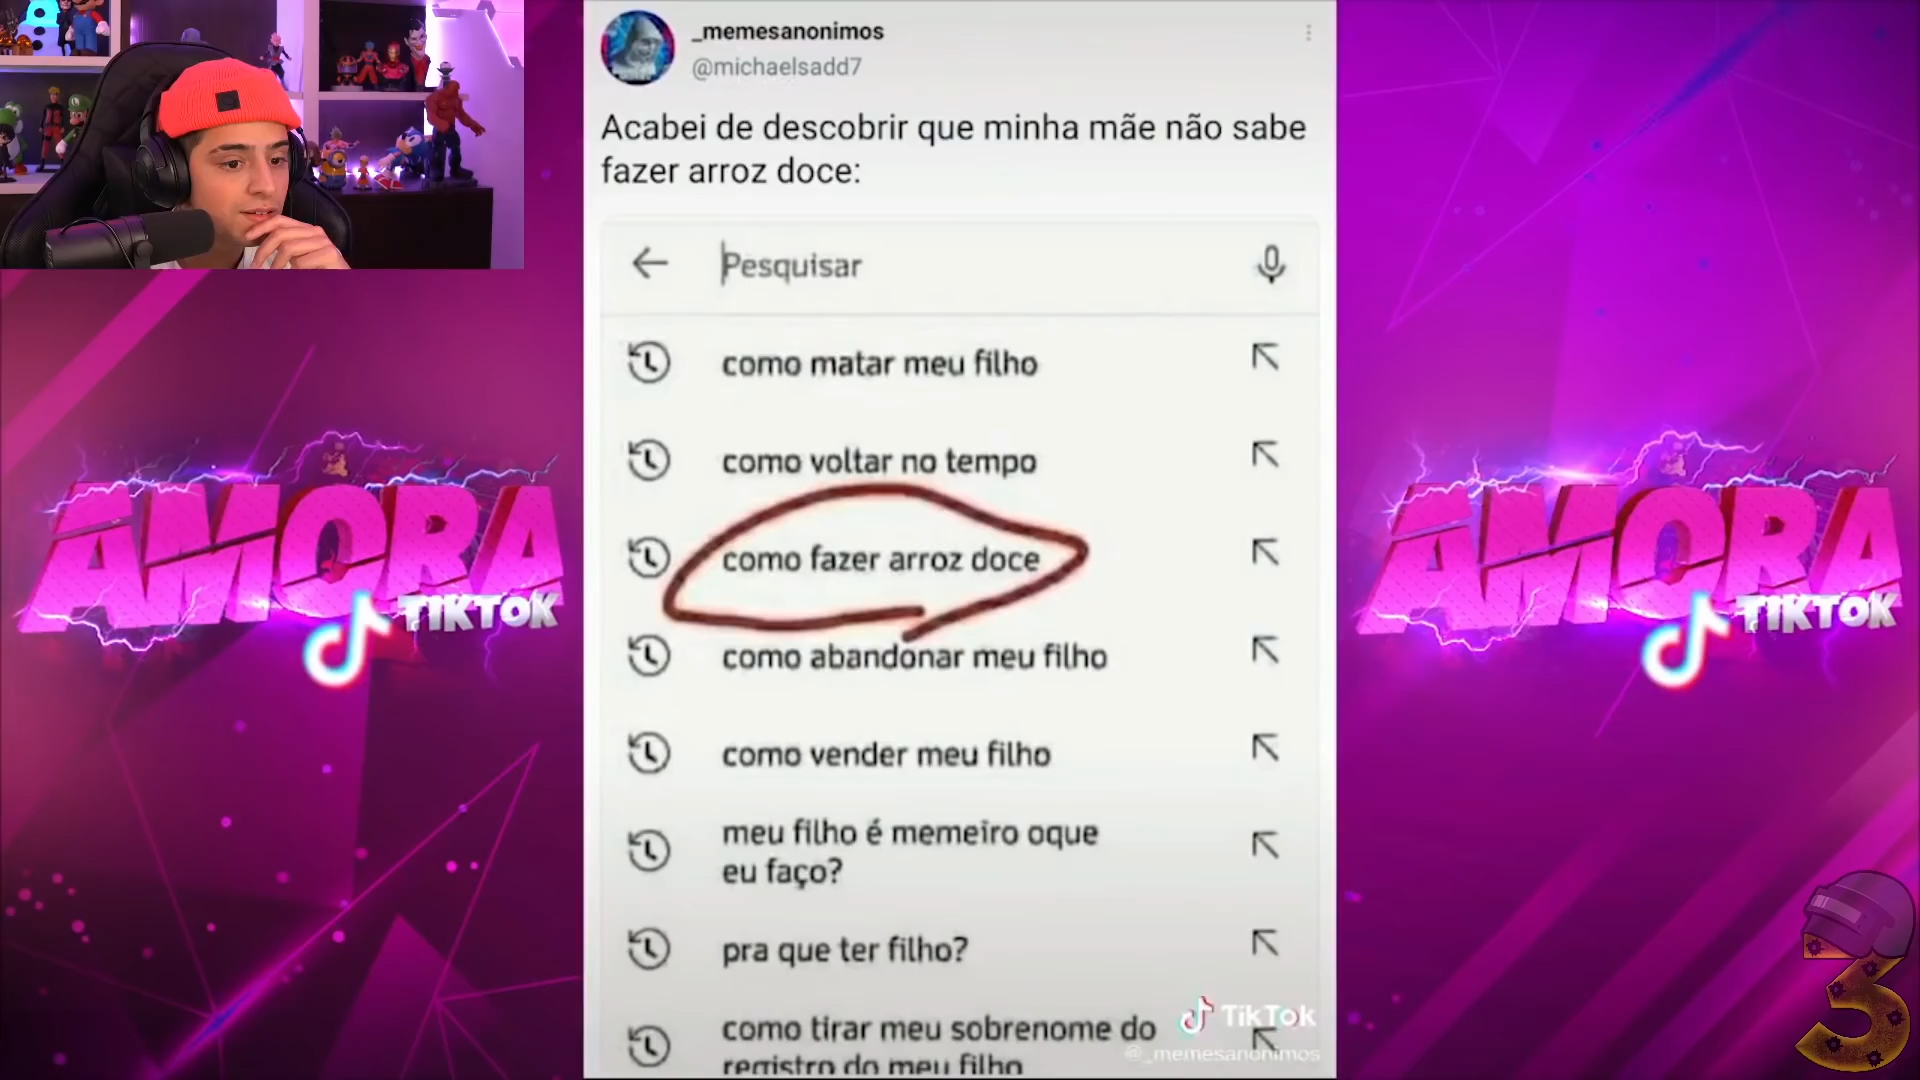 _memesanonimos
@michaelsadd7
Acabei de descobrir que minha mãe não sabe
fazer arroz doce:
Pesquisar
como matar meu filho
como voltar no tempo
como fazer arroz doce
como abandonar meu filho
como vender meu filho
meu filho é memeiro oque
eu faço?
pra que ter filho?
como tirar meu sobrenome do
registro do meu filho
TikTok
@_memesanonimos
AMORA
TIKTOK
AMORA
TIKTOK
3